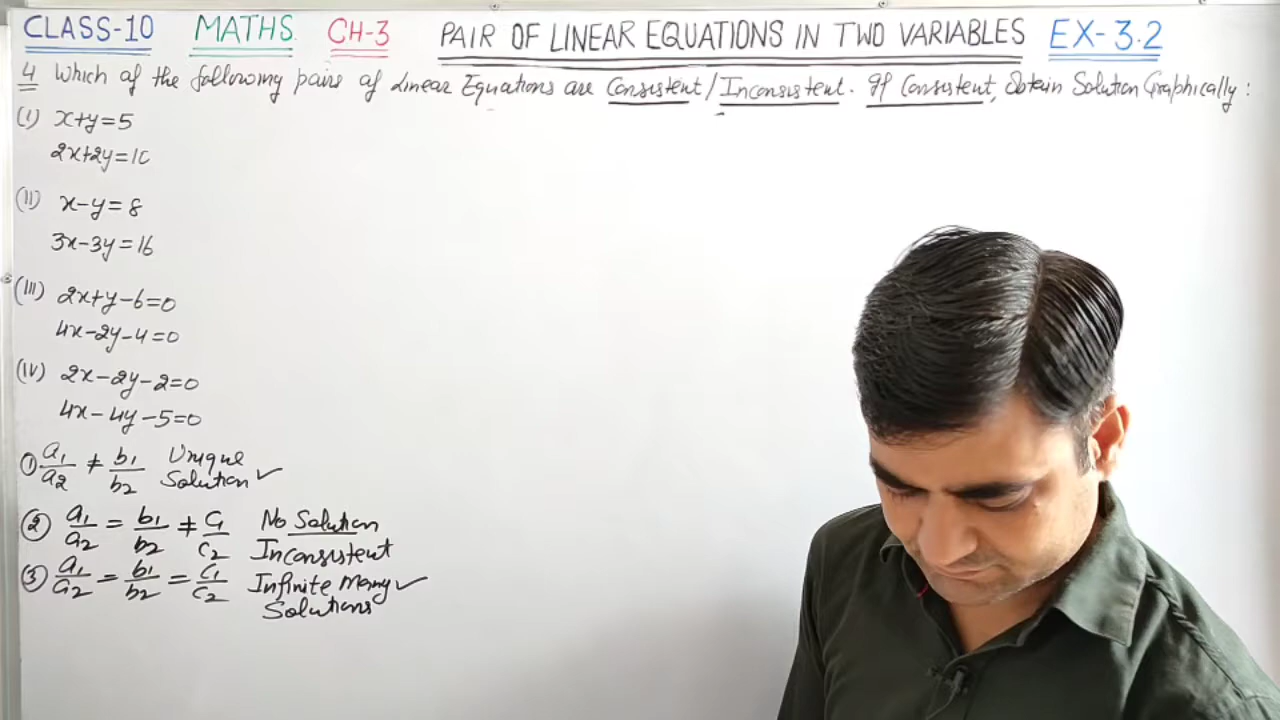 CLASS-10 MATHS CH-3 PAIR OF LINEAR EQUATIONS IN TWO VARIABLES EX-3.2
4 Which of the following pairs of Linear Equations are Consistent/Inconsistent. If Consistent, Obtain Solution Graphically:
(I) x+y=5
2x+2y=10
(II) x-y=8
3x-3y=16
(III) 2x+y-6=0
4x-2y-4=0
(IV) 2x-2y-2=0
4x-4y-5=0
① a₁/a₂ ≠ b₁/b₂ Unique
Solution ✓
② a₁/a₂ = b₁/b₂ ≠ c₁/c₂ No Solution
Inconsistent
③ a₁/a₂ = b₁/b₂ = c₁/c₂ Infinite Many ✓
Solutions